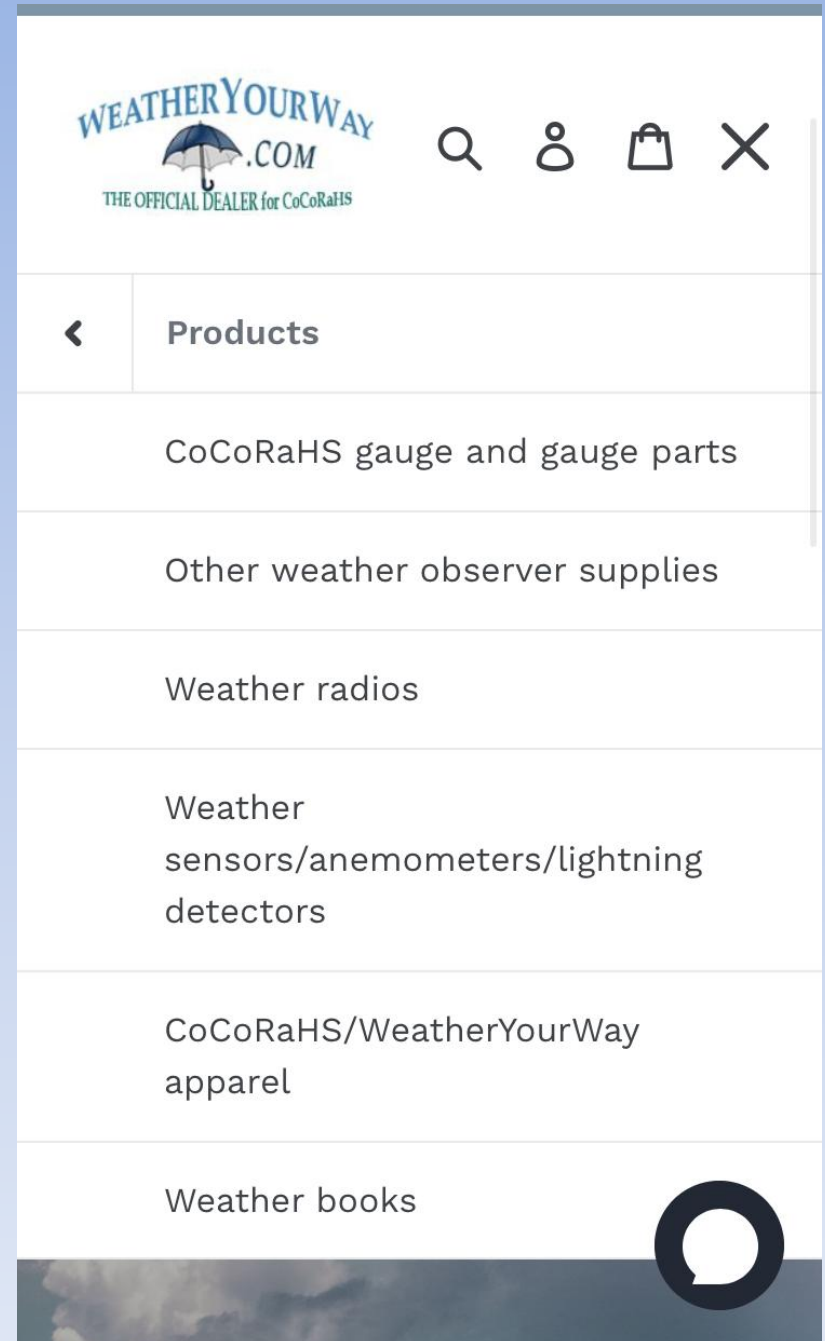 WEATHERYOURWAY
.COM
THE OFFICIAL DEALER for CoCoRaHS
Products
CoCoRaHS gauge and gauge parts
Other weather observer supplies
Weather radios
Weather
sensors/anemometers/lightning
detectors
CoCoRaHS/WeatherYourWay
apparel
Weather books